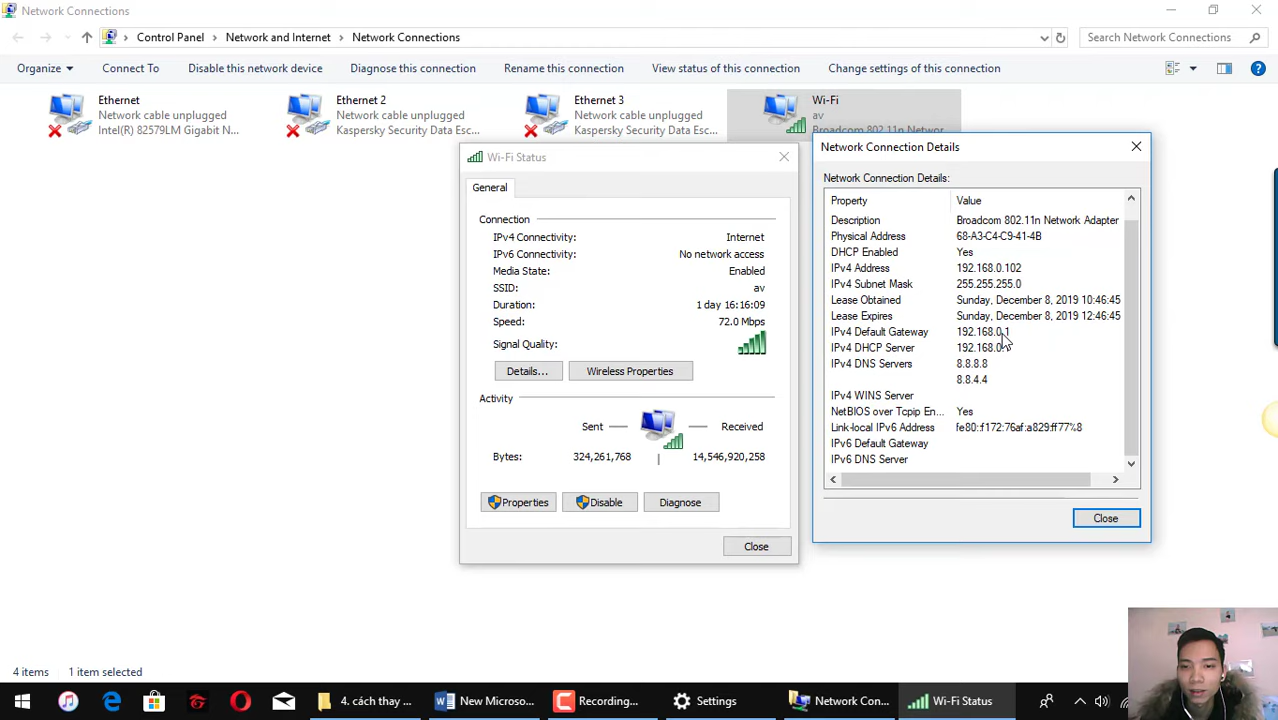 Network Connections
Control Panel Network and Internet Network Connections
Search Network Connections
Organize Connect To Disable this network device Diagnose this connection Rename this connection View status of this connection Change settings of this connection
Ethernet
Network cable unplugged
Intel(R) 82579LM Gigabit N...
Ethernet 2
Network cable unplugged
Kaspersky Security Data Esc...
Ethernet 3
Network cable unplugged
Kaspersky Security Data Esc...
Wi-Fi
av
Broadcom 802.11n Networ
Wi-Fi Status
General
Connection
IPv4 Connectivity: Internet
IPv6 Connectivity: No network access
Media State: Enabled
SSID: av
Duration: 1 day 16:16:09
Speed: 72.0 Mbps
Signal Quality:
Details... Wireless Properties
Activity
Sent Received
Bytes: 324,261,768 14,546,920,258
Properties Disable Diagnose
Close
Network Connection Details
Network Connection Details:
Property Value
Description Broadcom 802.11n Network Adapter
Physical Address 68-A3-C4-C9-41-4B
DHCP Enabled Yes
IPv4 Address 192.168.0.102
IPv4 Subnet Mask 255.255.255.0
Lease Obtained Sunday, December 8, 2019 10:46:45
Lease Expires Sunday, December 8, 2019 12:46:45
IPv4 Default Gateway 192.168.0.1
IPv4 DHCP Server
IPv4 DNS Servers 8.8.8.8
8.8.4.4
IPv4 WINS Server
NetBIOS over Tcpip En... Yes
Link-local IPv6 Address fe80::f172:76af:a829:ff77%8
IPv6 Default Gateway
IPv6 DNS Server
Close
4 items 1 item selected
4. cách thay ... New Microso... Recording... Settings Network Con... Wi-Fi Status